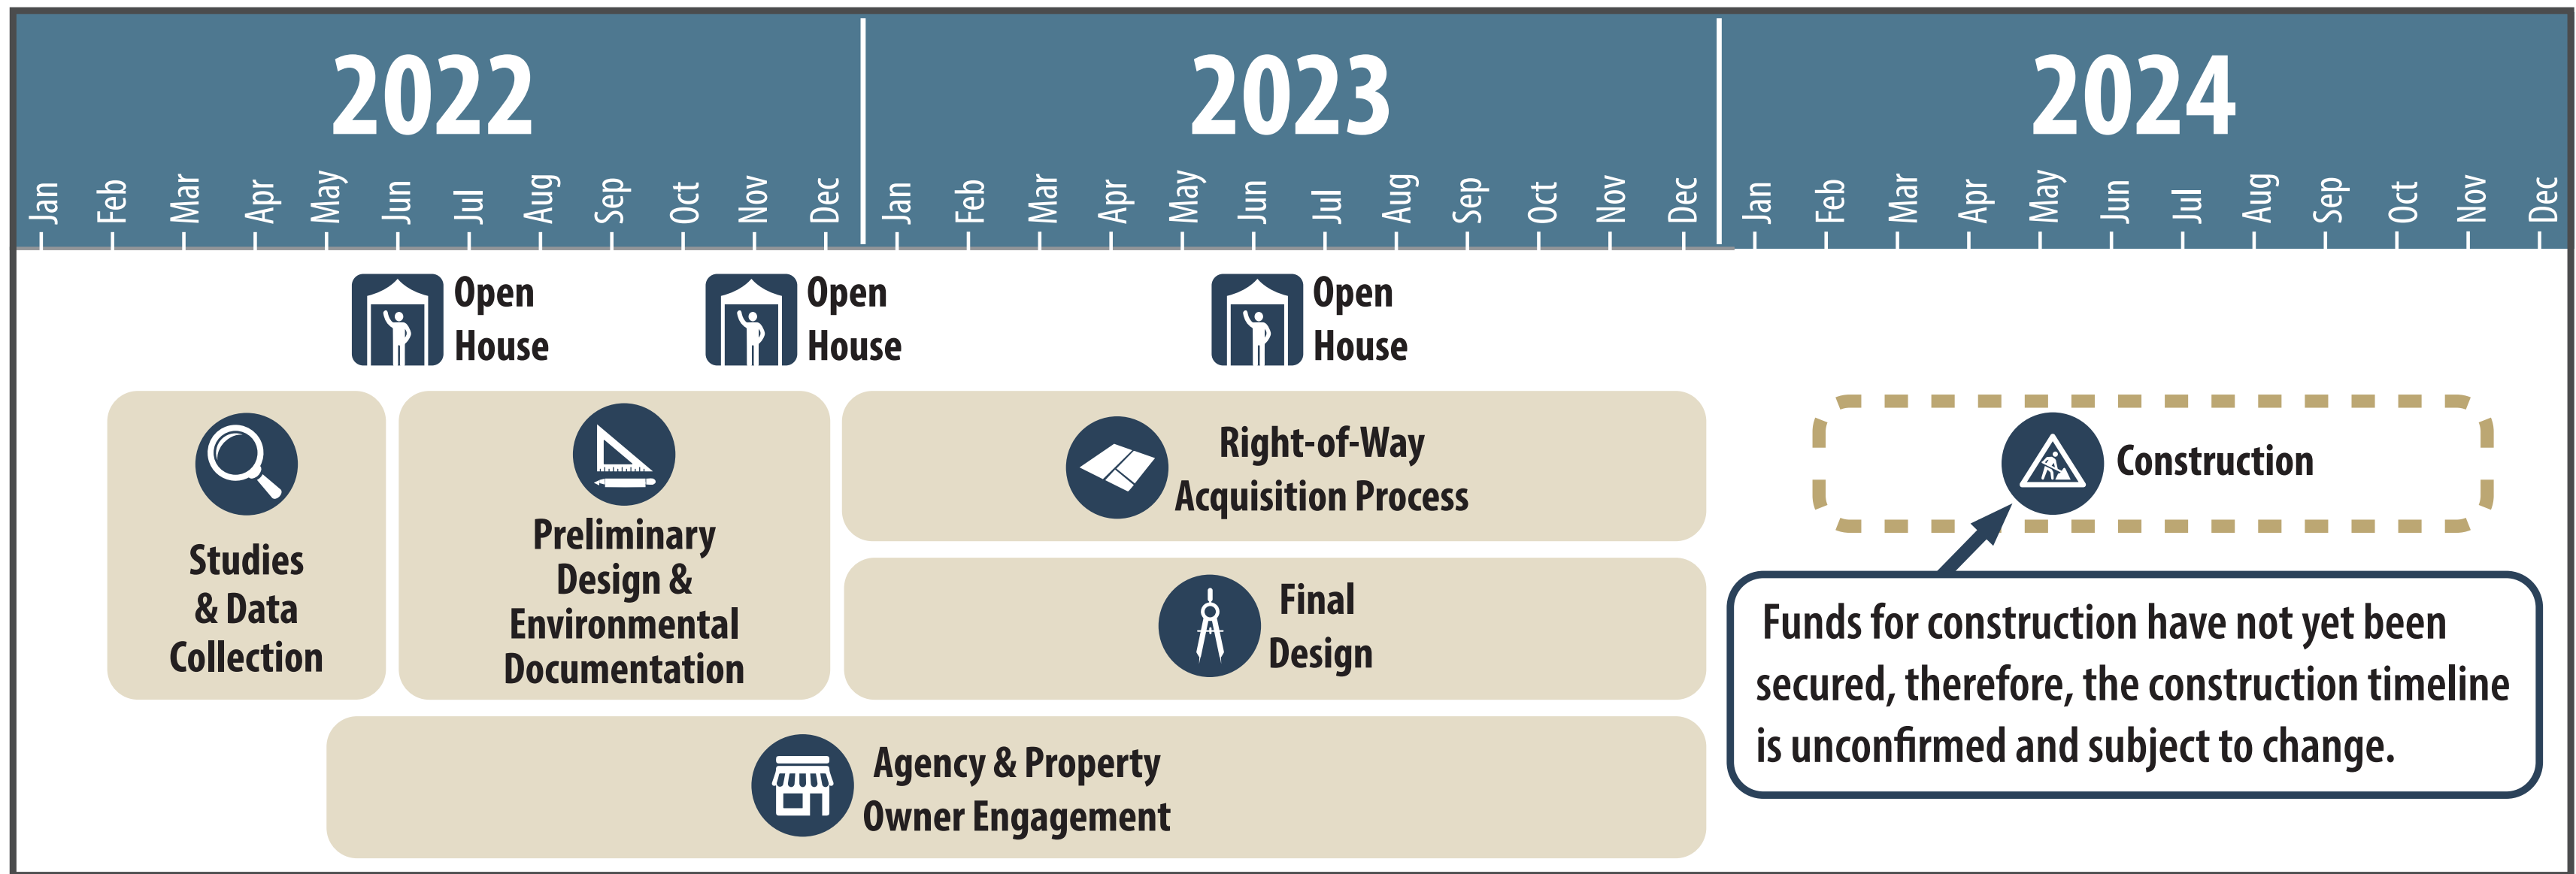 2022 2023 2024
Jan Feb Mar Apr May Jun Jul Aug Sep Oct Nov Dec Jan Feb Mar Apr May Jun Jul Aug Sep Oct Nov Dec Jan Feb Mar Apr May Jun Jul Aug Sep Oct Nov Dec
Open
House
Open
House
Open
House
Studies
& Data
Collection
Preliminary
Design &
Environmental
Documentation
Right-of-Way
Acquisition Process
Final
Design
Agency & Property
Owner Engagement
Construction
Funds for construction have not yet been
secured, therefore, the construction timeline
is unconfirmed and subject to change.